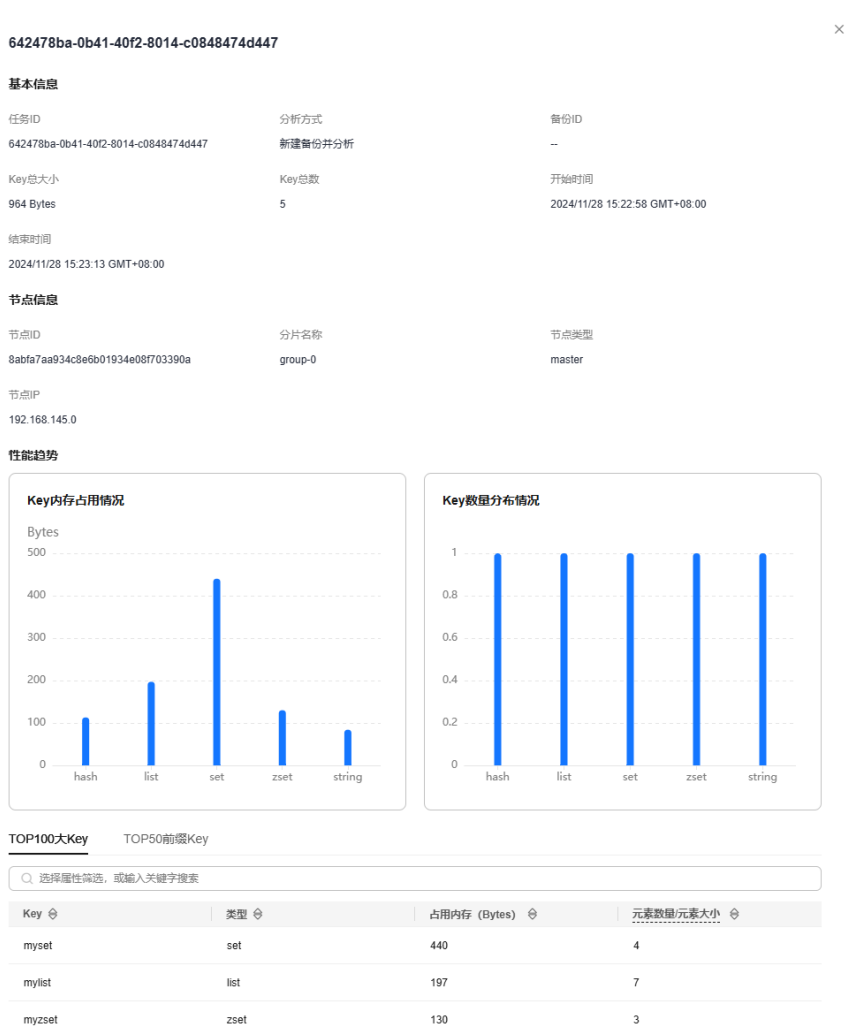 642478ba-0b41-40f2-8014-c0848474d447
基本信息
任务ID 分析方式 备份ID
642478ba-0b41-40f2-8014-c0848474d447 新建备份并分析 --
Key总大小 Key总数 开始时间
964 Bytes 5 2024/11/28 15:22:58 GMT+08:00
结束时间
2024/11/28 15:23:13 GMT+08:00
节点信息
节点ID 分片名称 节点类型
8abfa7aa934c8e6b01934e08f703390a group-0 master
节点IP
192.168.145.0
性能趋势
Key内存占用情况
Bytes
500
400
300
200
100
0
hash list set zset string
Key数量分布情况
1
0.8
0.6
0.4
0.2
0
hash list set zset string
TOP100大Key TOP50前缀Key
选择属性筛选，或输入关键字搜索
Key 类型 占用内存（Bytes） 元素数量/元素大小
myset set 440 4
mylist list 197 7
myzset zset 130 3